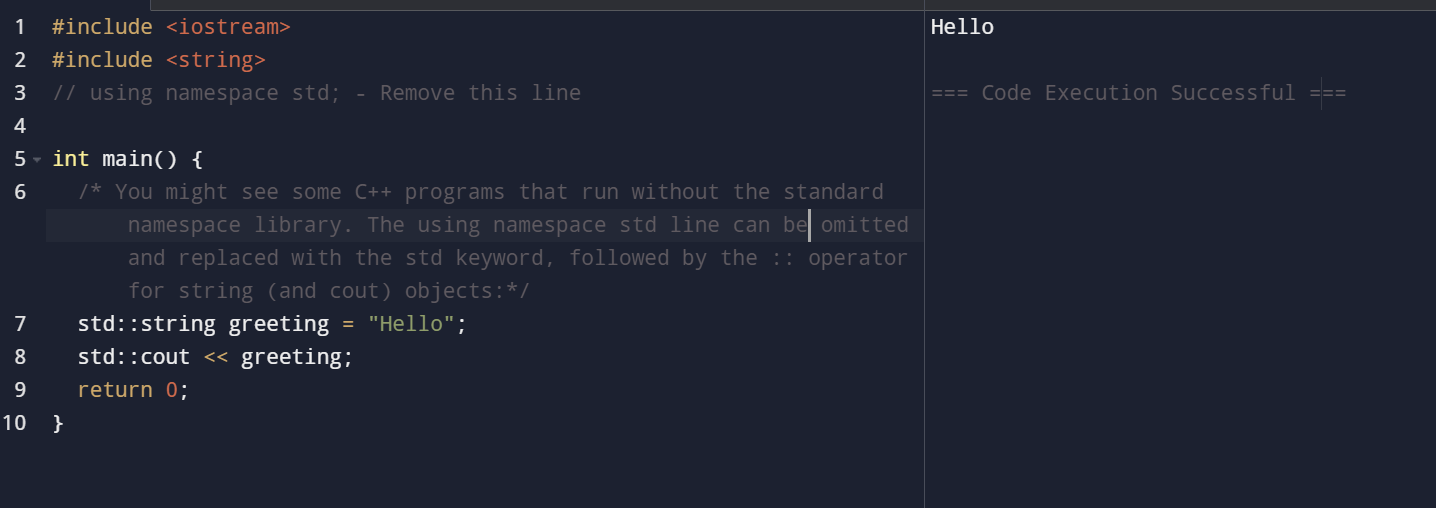 1 #include <iostream>
2 #include <string>
3 // using namespace std; - Remove this line
4
5 int main() {
6   /* You might see some C++ programs that run without the standard
      namespace library. The using namespace std line can be omitted
      and replaced with the std keyword, followed by the :: operator
      for string (and cout) objects:*/
7   std::string greeting = "Hello";
8   std::cout << greeting;
9   return 0;
10 }
Hello
=== Code Execution Successful ===